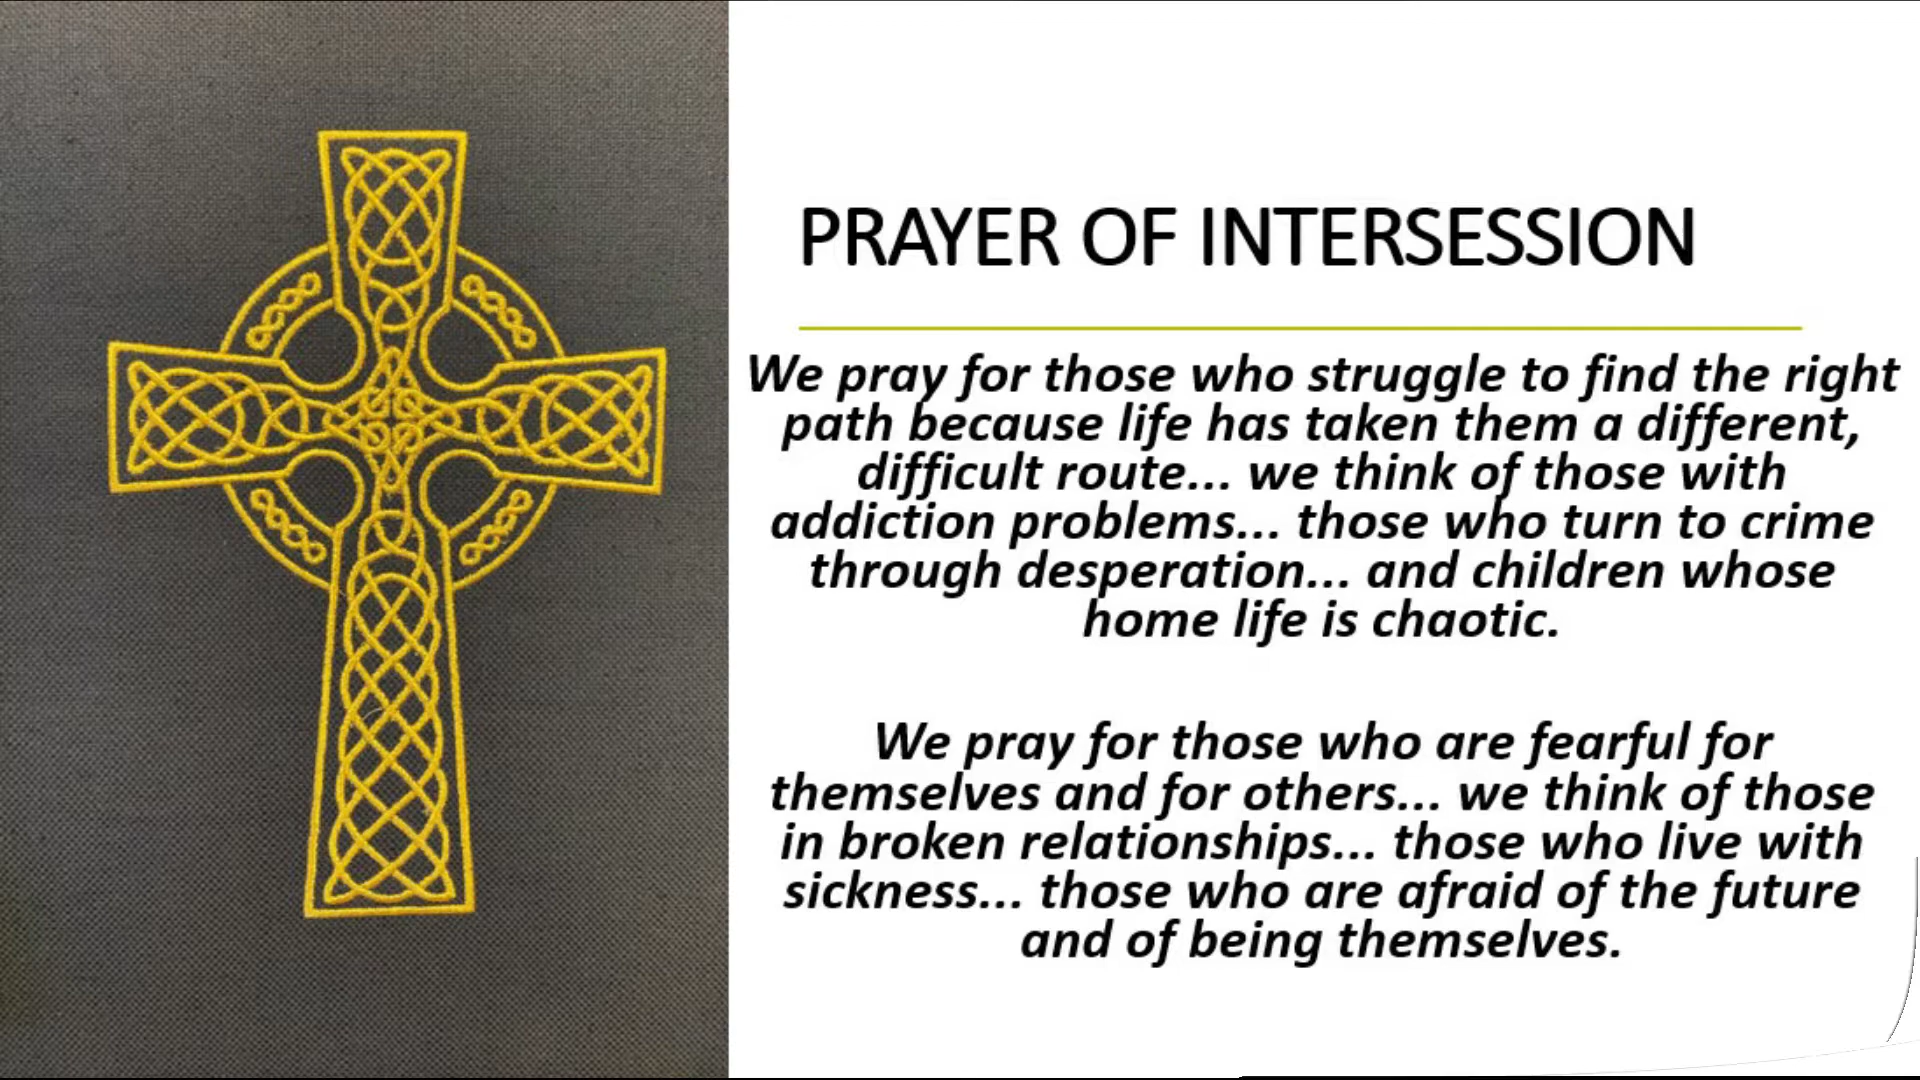 PRAYER OF INTERSESSION
We pray for those who struggle to find the right
path because life has taken them a different,
difficult route... we think of those with
addiction problems... those who turn to crime
through desperation... and children whose
home life is chaotic.
We pray for those who are fearful for
themselves and for others... we think of those
in broken relationships... those who live with
sickness... those who are afraid of the future
and of being themselves.